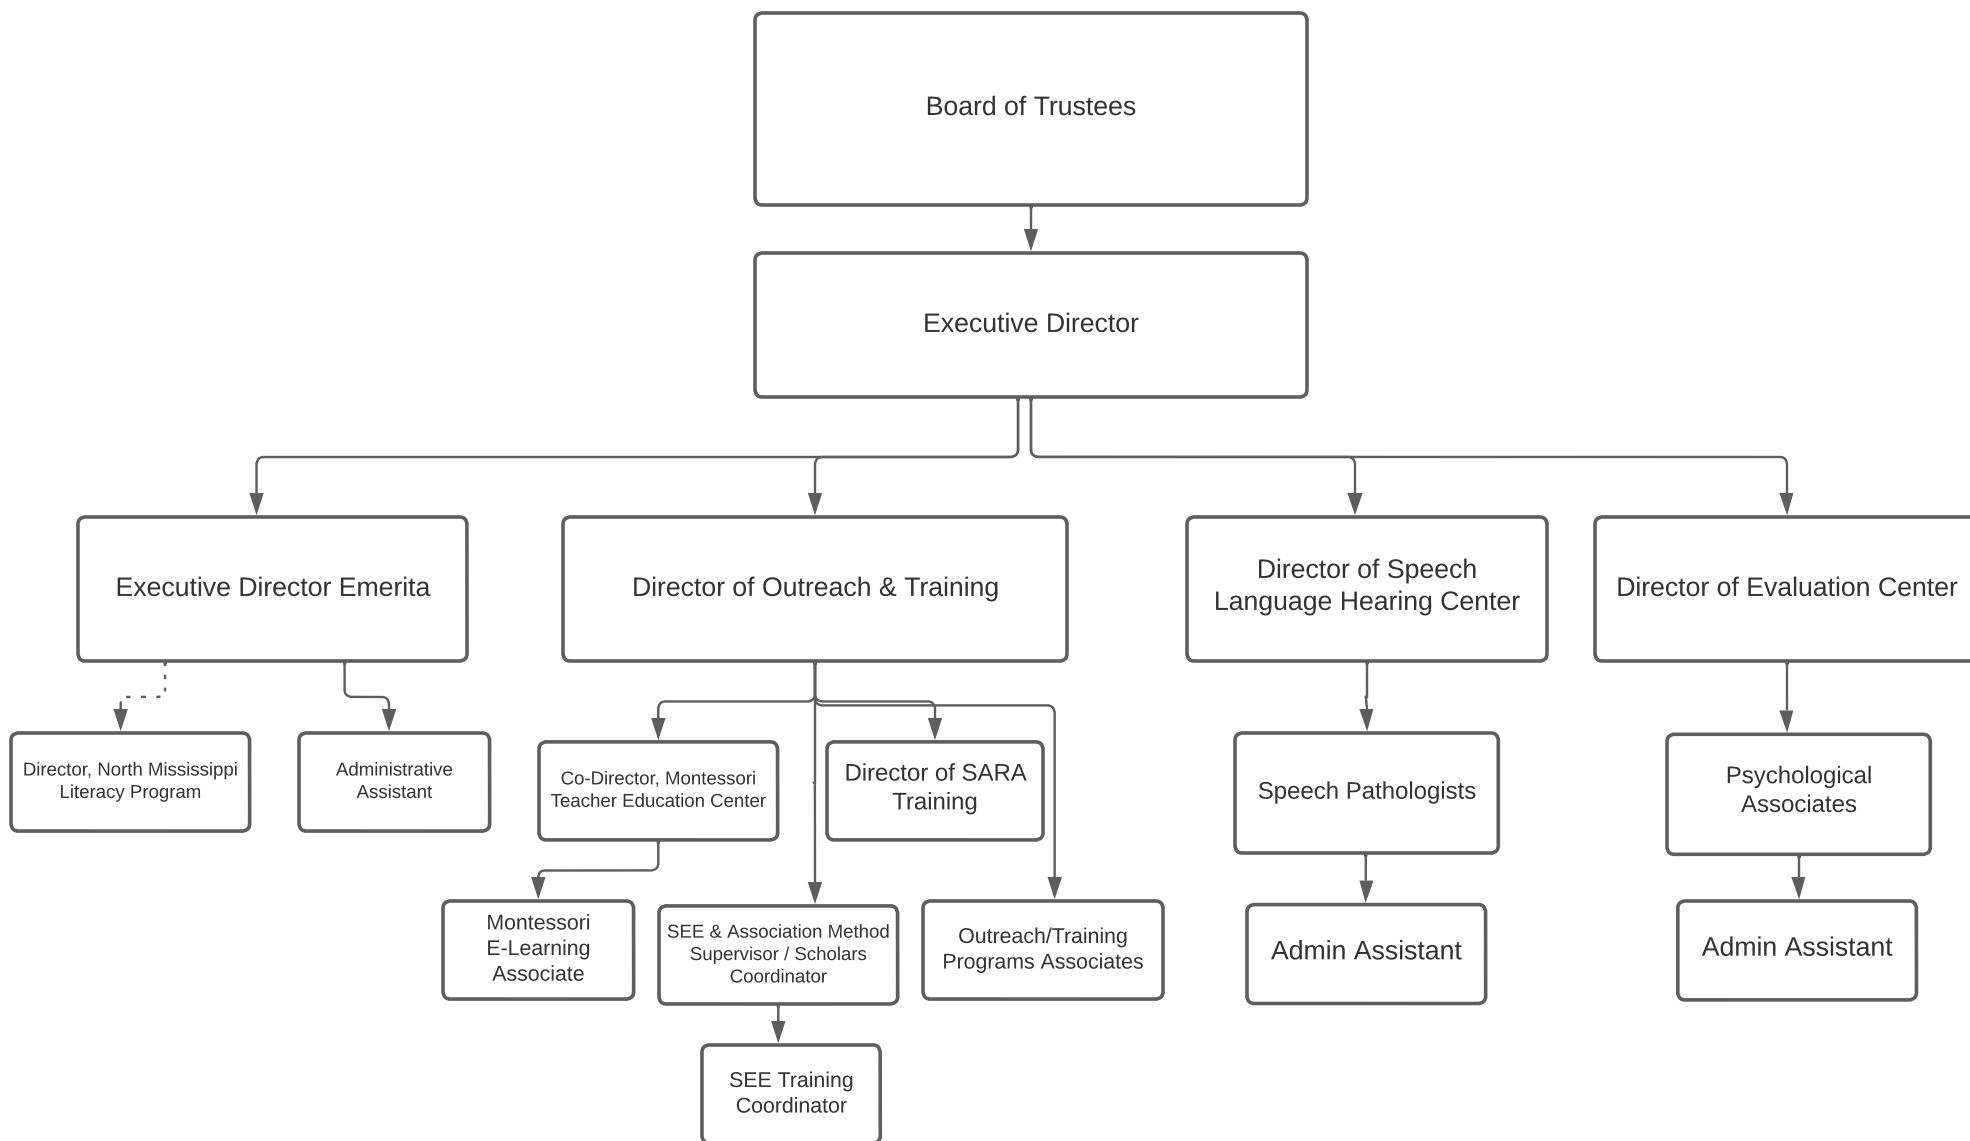 Board of Trustees
Executive Director
Executive Director Emerita
Director of Outreach & Training
Director of Speech
Language Hearing Center
Director of Evaluation Center
Director, North Mississippi
Literacy Program
Administrative
Assistant
Co-Director, Montessori
Teacher Education Center
Director of SARA
Training
Speech Pathologists
Psychological
Associates
Montessori
E-Learning
Associate
SEE & Association Method
Supervisor / Scholars
Coordinator
Outreach/Training
Programs Associates
Admin Assistant
Admin Assistant
SEE Training
Coordinator